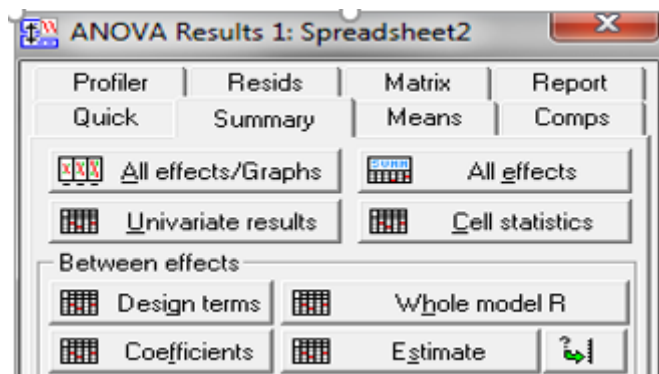 ANOVA Results 1: Spreadsheet2
Profiler Resids Matrix Report
Quick Summary Means Comps
All effects/Graphs All effects
Univariate results Cell statistics
Between effects
Design terms Whole model R
Coefficients Estimate